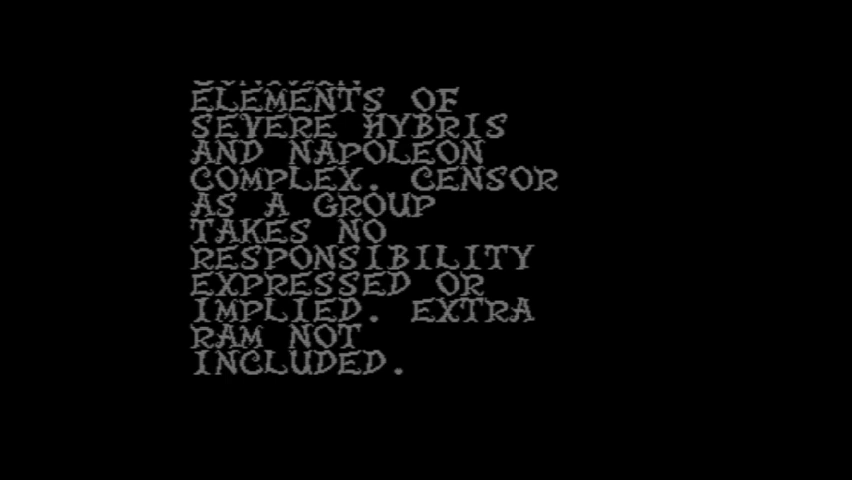 ELEMENTS OF
SEVERE HYBRIS
AND NAPOLEON
COMPLEX. CENSOR
AS A GROUP
TAKES NO
RESPONSIBILITY
EXPRESSED OR
IMPLIED. EXTRA
RAM NOT
INCLUDED.